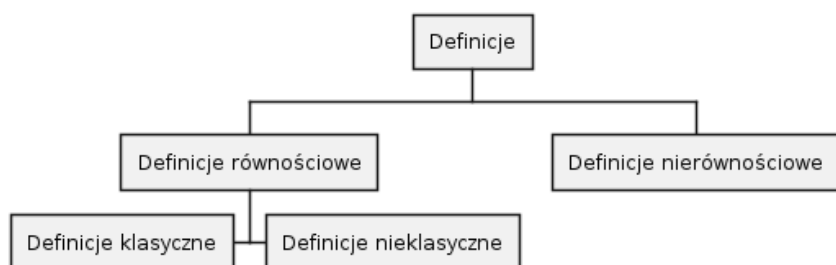 Definicje
Definicje równościowe
Definicje nierównościowe
Definicje klasyczne
Definicje nieklasyczne